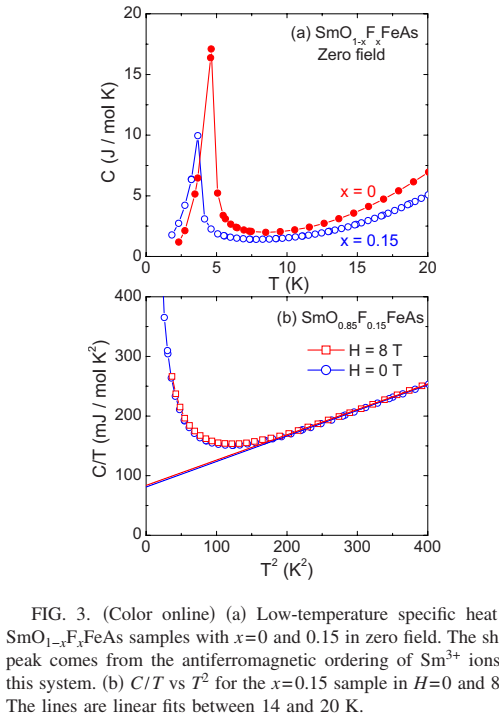 (a) SmO1-xFxFeAs
Zero field
20
15
10
5
0
C (J / mol K)
x = 0
x = 0.15
0 5 10 15 20
T (K)
(b) SmO0.85F0.15FeAs
H = 8 T
H = 0 T
400
300
200
100
0
C/T (mJ / mol K2)
0 100 200 300 400
T2 (K2)
FIG. 3. (Color online) (a) Low-temperature specific heat
SmO1−xFxFeAs samples with x=0 and 0.15 in zero field. The sh
peak comes from the antiferromagnetic ordering of Sm3+ ions
this system. (b) C/T vs T2 for the x=0.15 sample in H=0 and 8
The lines are linear fits between 14 and 20 K.